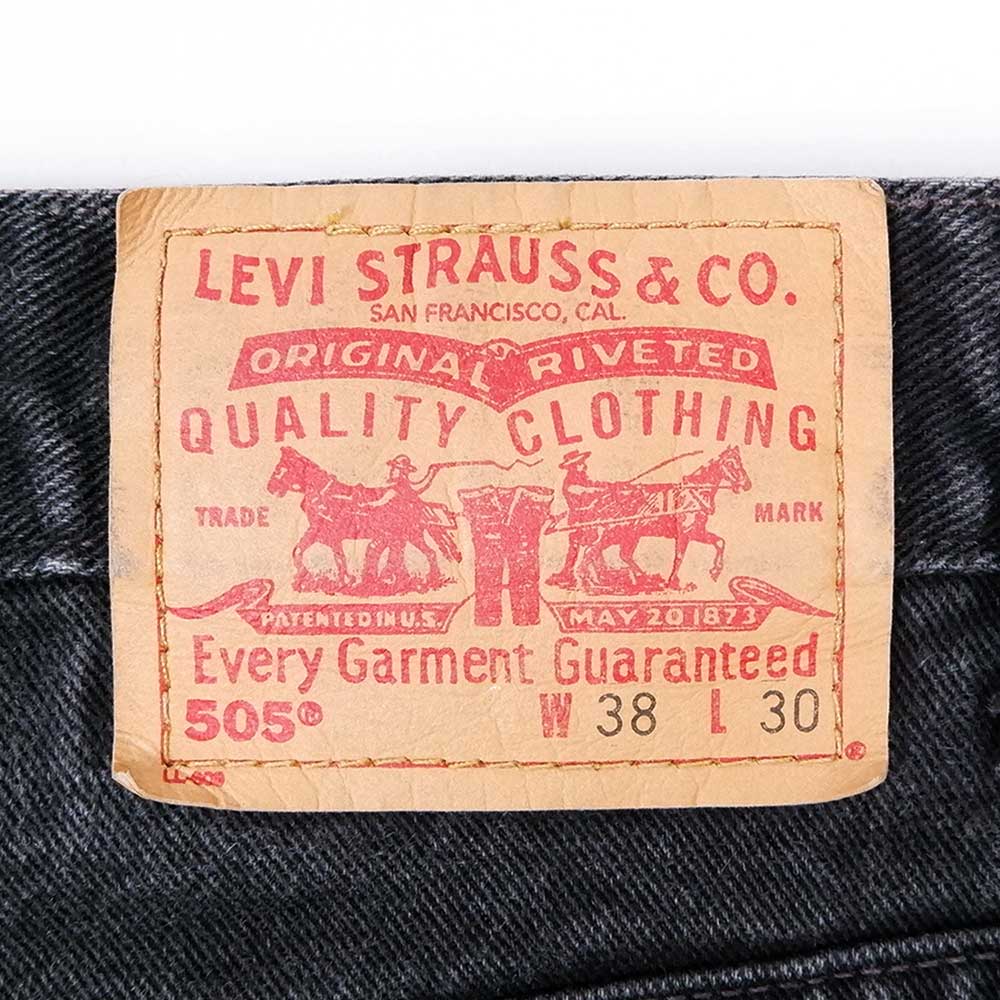 LEVI STRAUSS & CO.
SAN FRANCISCO, CAL.
ORIGINAL RIVETED
QUALITY CLOTHING
TRADE MARK
PATENTED IN U.S. MAY 20 1873
Every Garment Guaranteed
505® W 38 L 30
®